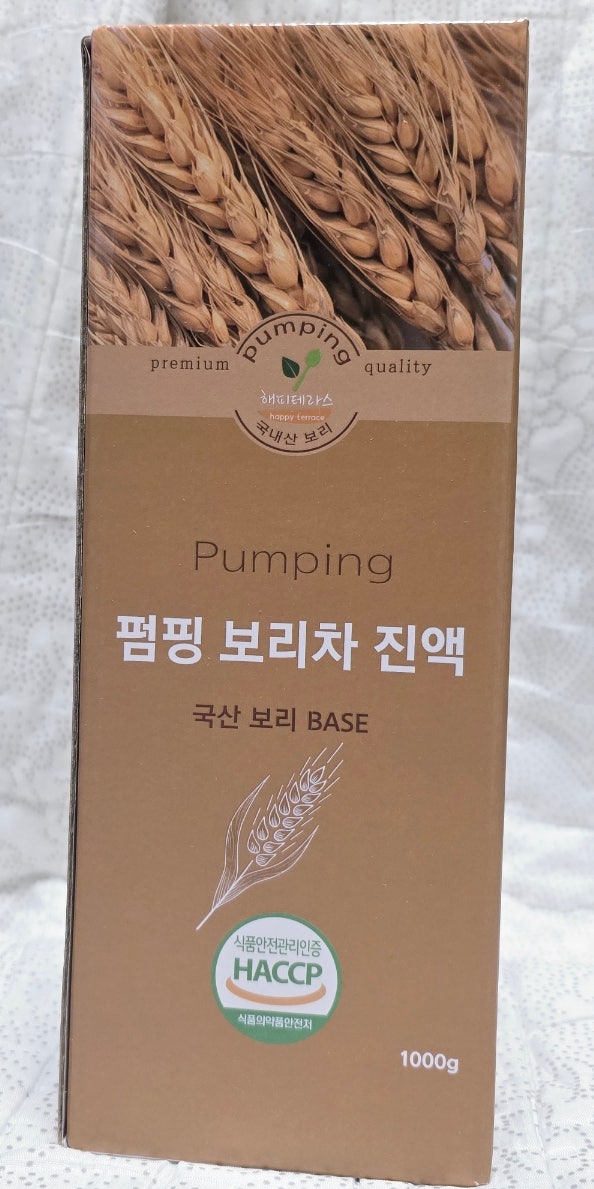 pumping
premium quality
해피테라스
happy terrace
국내산 보리
Pumping
펌핑 보리차 진액
국산 보리 BASE
식품안전관리인증
HACCP
식품의약품안전처
1000g